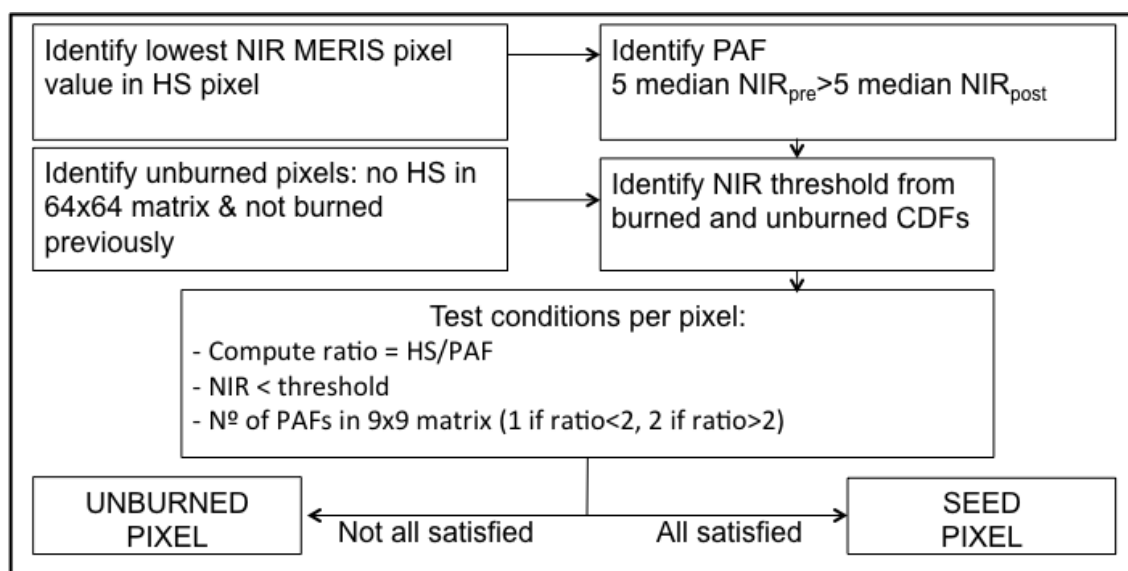 Identify lowest NIR MERIS pixel
value in HS pixel
Identify PAF
5 median NIRpre>5 median NIRpost
Identify unburned pixels: no HS in
64x64 matrix & not burned
previously
Identify NIR threshold from
burned and unburned CDFs
Test conditions per pixel:
- Compute ratio = HS/PAF
- NIR < threshold
- Nº of PAFs in 9x9 matrix (1 if ratio<2, 2 if ratio>2)
UNBURNED
PIXEL
Not all satisfied
All satisfied
SEED
PIXEL